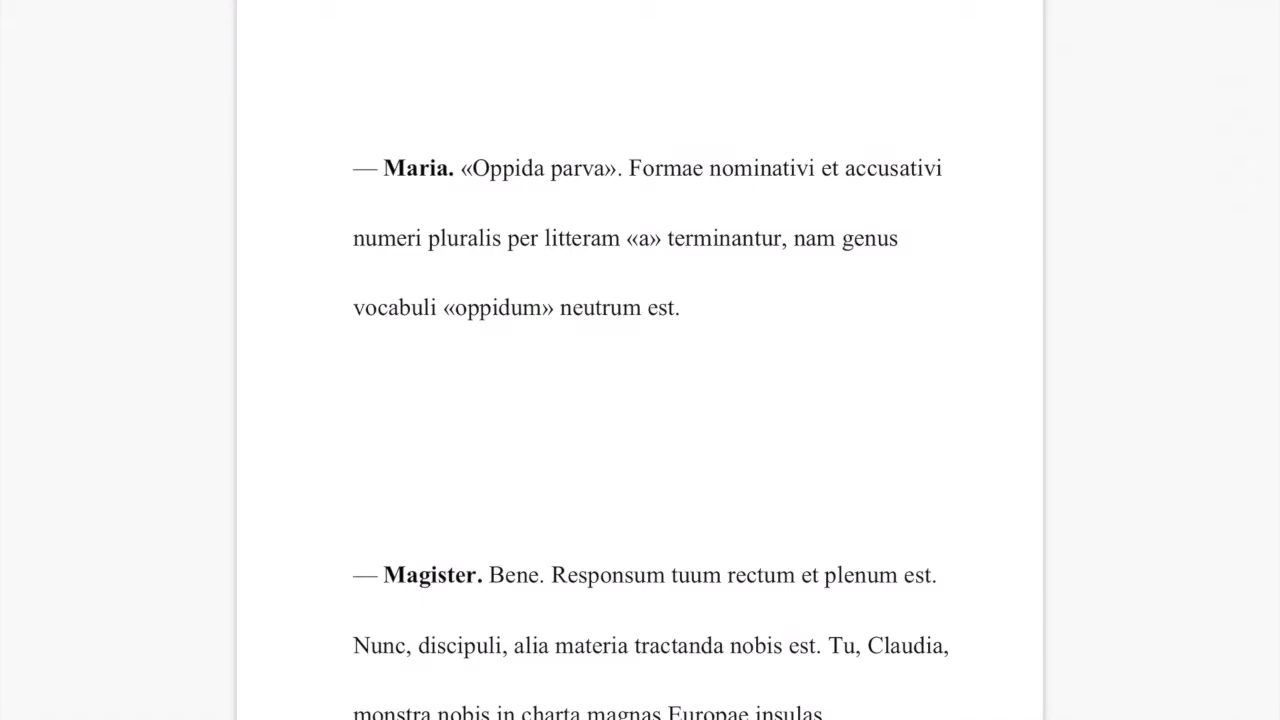 — Maria. «Oppida parva». Formae nominativi et accusativi
numeri pluralis per litteram «a» terminantur, nam genus
vocabuli «oppidum» neutrum est.
— Magister. Bene. Responsum tuum rectum et plenum est.
Nunc, discipuli, alia materia tractanda nobis est. Tu, Claudia,
monstra nobis in charta magnas Europae insulas